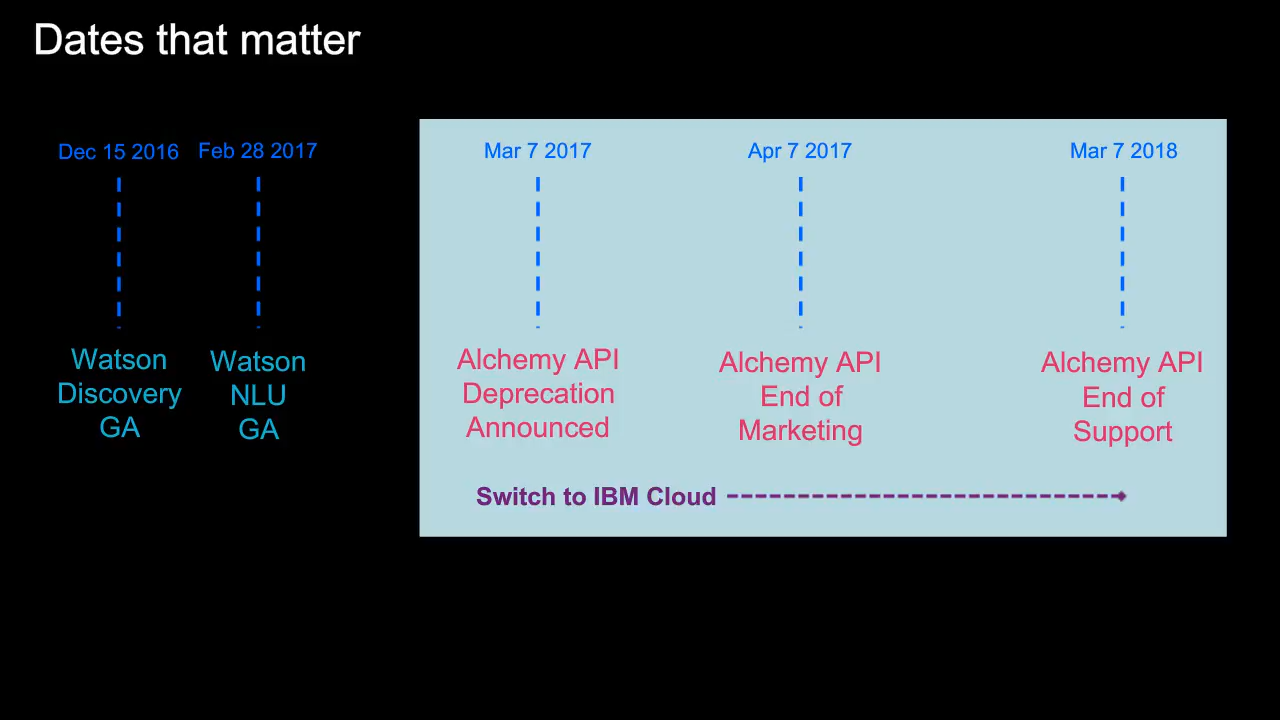 Dates that matter
Dec 15 2016
Feb 28 2017
Mar 7 2017
Apr 7 2017
Mar 7 2018
Watson
Discovery
GA
Watson
NLU
GA
Alchemy API
Deprecation
Announced
Alchemy API
End of
Marketing
Alchemy API
End of
Support
Switch to IBM Cloud